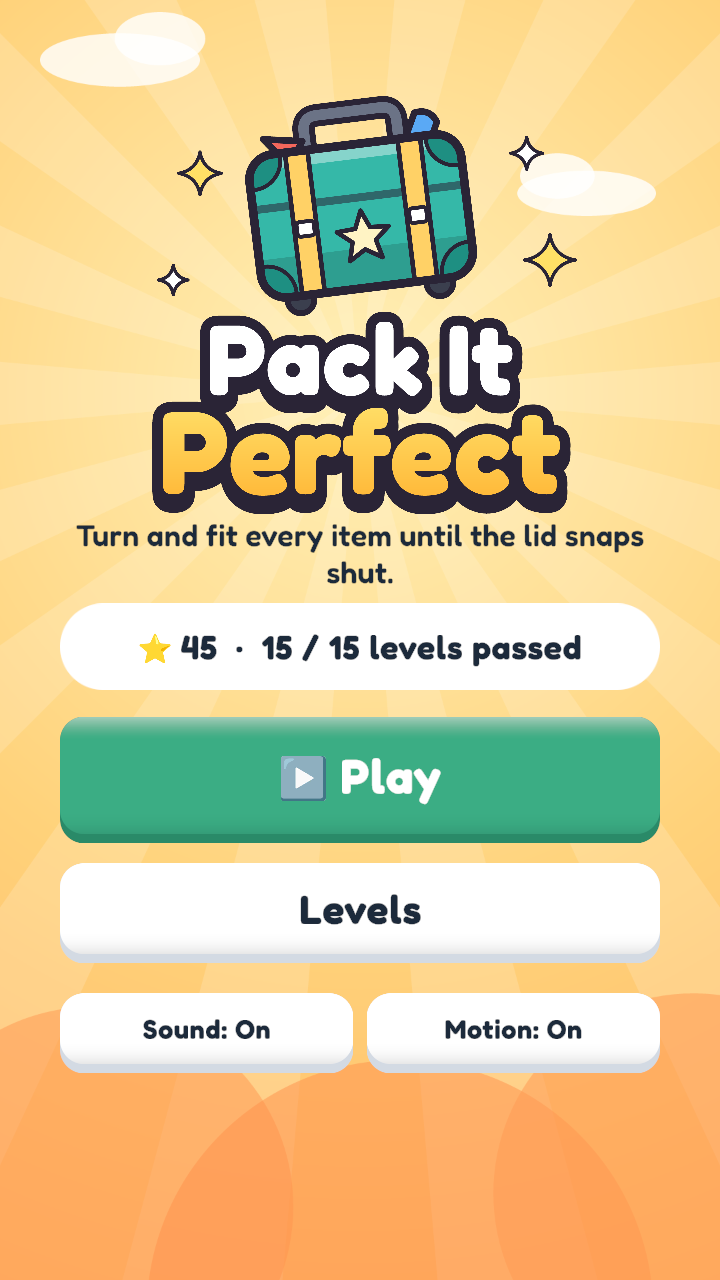 Pack It
Perfect
Turn and fit every item until the lid snaps
shut.
⭐ 45 · 15 / 15 levels passed
▶️ Play
Levels
Sound: On
Motion: On